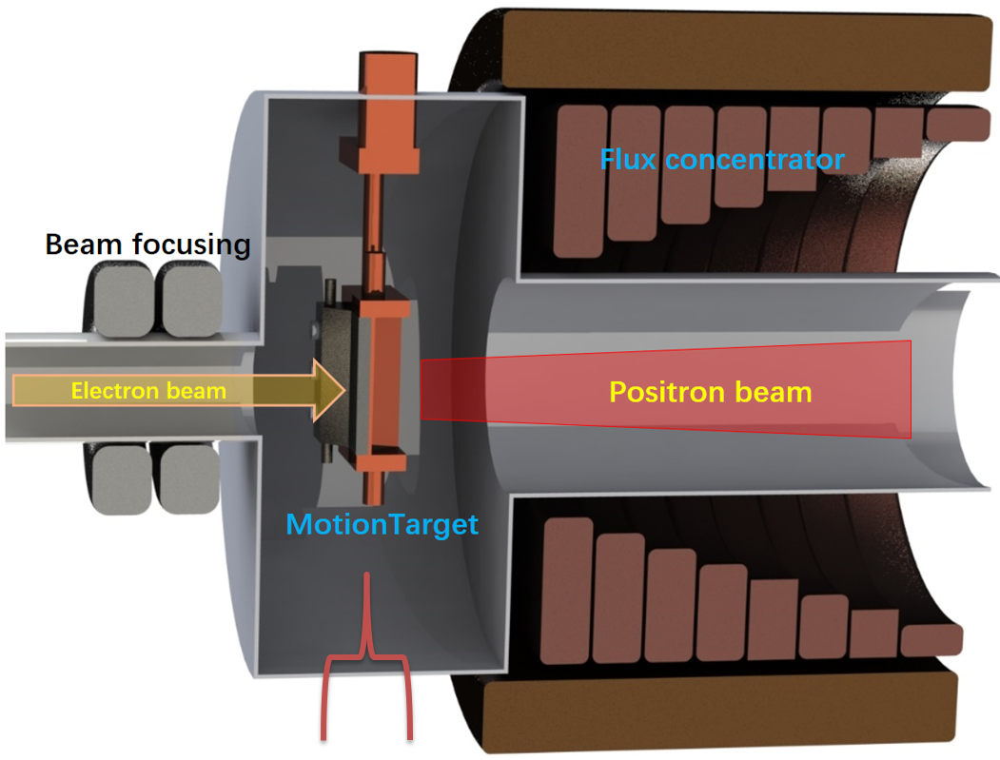 Flux concentrator
Beam focusing
Electron beam
Positron beam
MotionTarget